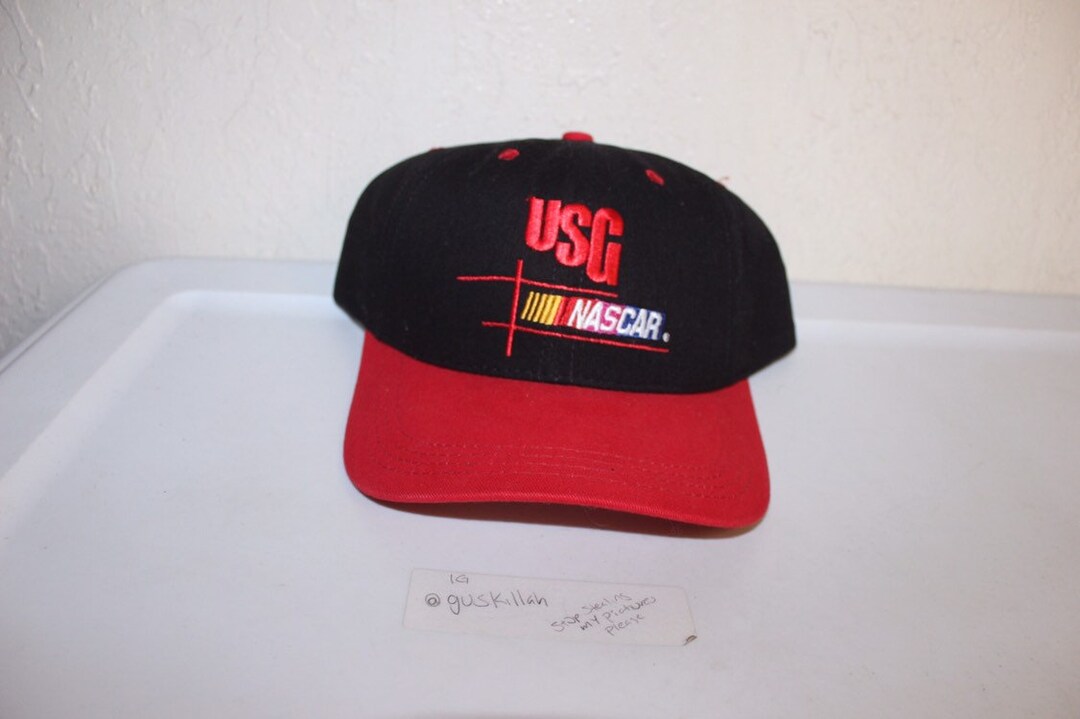 USG
NASCAR®
IG
@guskillah
Stop Stealing
my pictures
please